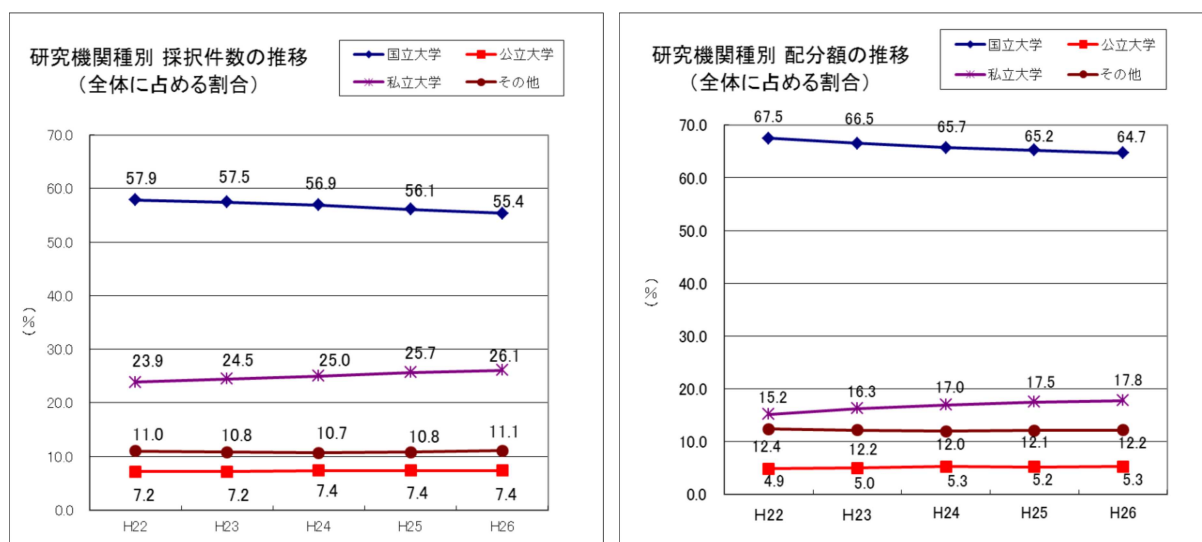 研究機関種別 採択件数の推移
（全体に占める割合）
国立大学 公立大学
私立大学 その他
70.0
60.0
50.0
40.0
30.0
20.0
10.0
0.0
（％）
57.9 57.5 56.9 56.1 55.4
23.9 24.5 25.0 25.7 26.1
11.0 10.8 10.7 10.8 11.1
7.2 7.2 7.4 7.4 7.4
H22 H23 H24 H25 H26
研究機関種別 配分額の推移
（全体に占める割合）
国立大学 公立大学
私立大学 その他
70.0
60.0
50.0
40.0
30.0
20.0
10.0
0.0
（％）
67.5 66.5 65.7 65.2 64.7
15.2 16.3 17.0 17.5 17.8
12.4 12.2 12.0 12.1 12.2
4.9 5.0 5.3 5.2 5.3
H22 H23 H24 H25 H26